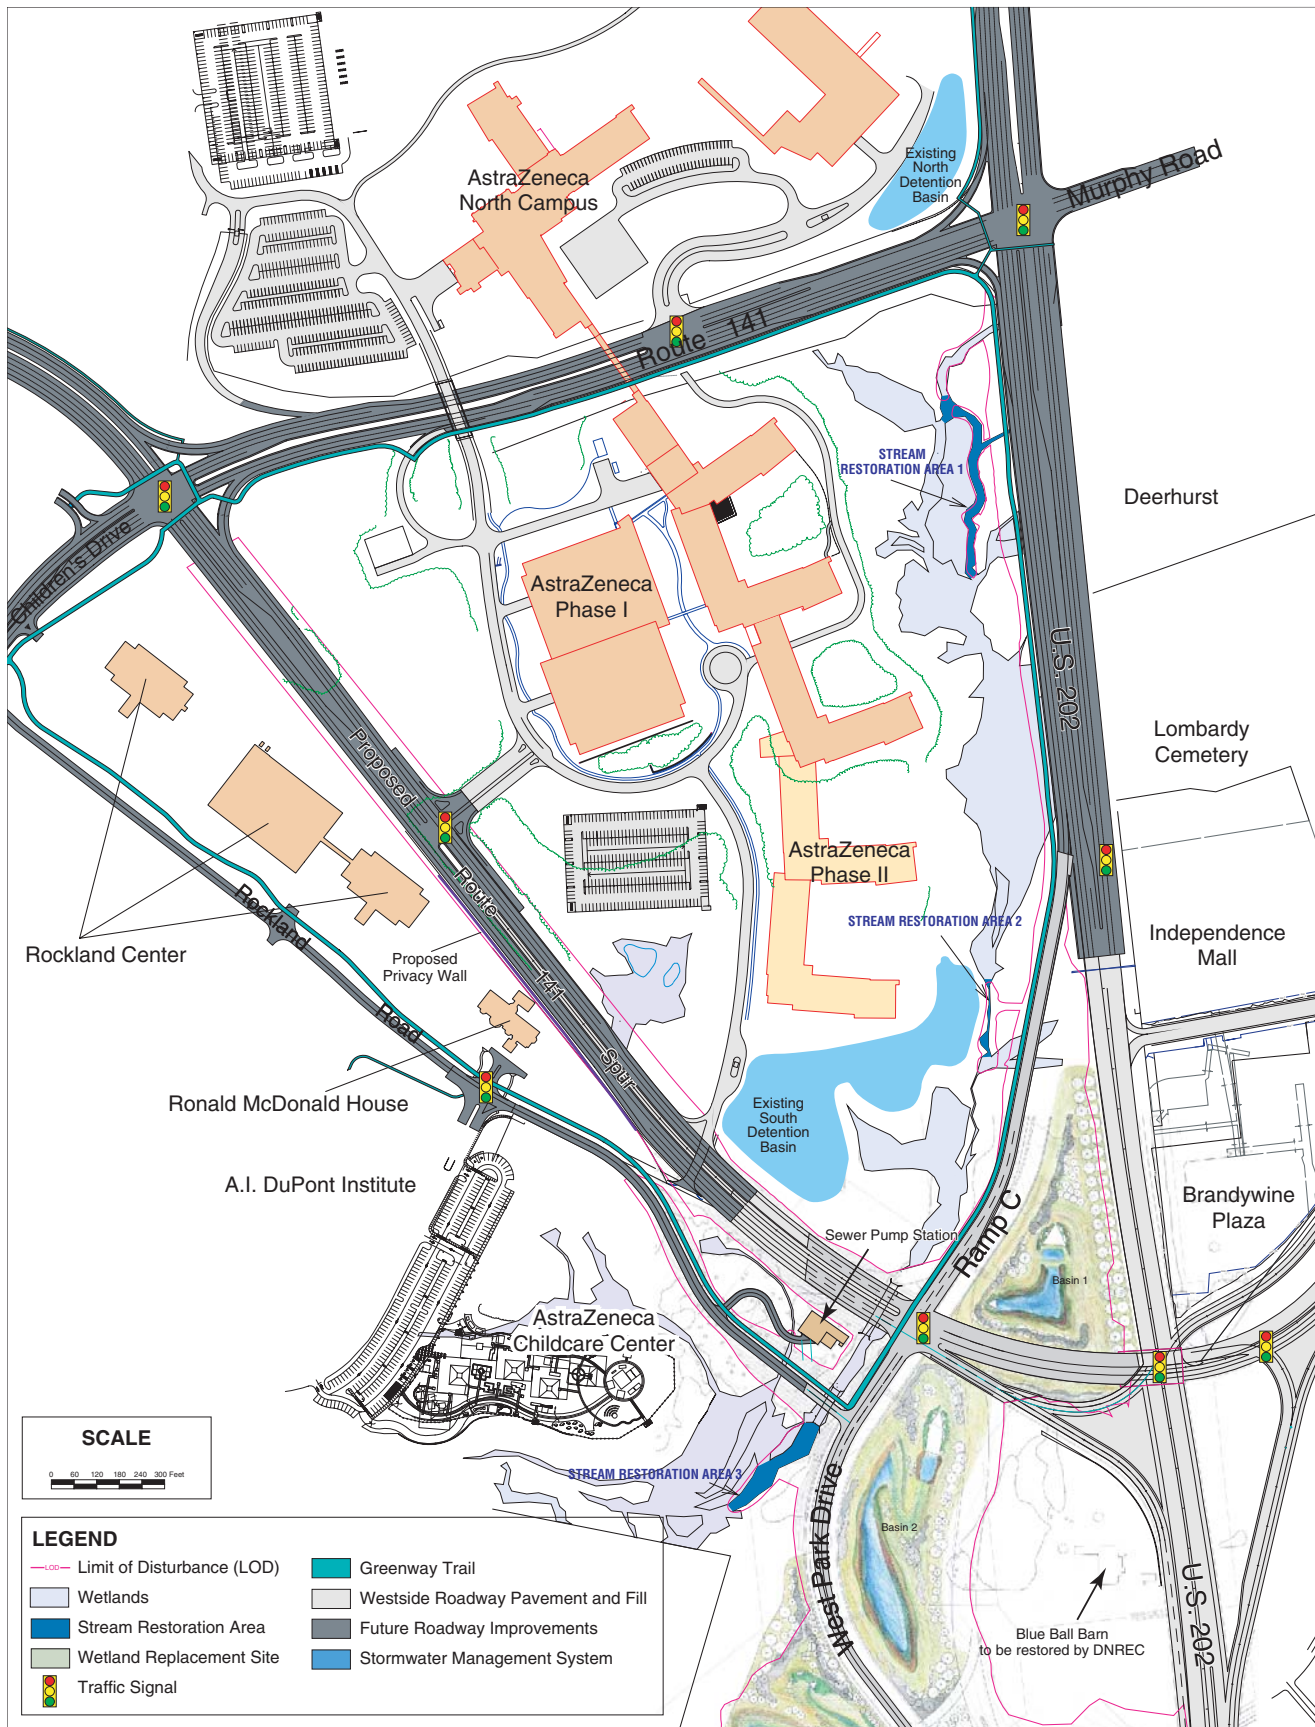 Existing
North
Detention
Basin
Murphy Road
AstraZeneca
North Campus
Route 141
STREAM
RESTORATION AREA 1
Deerhurst
Children's Drive
AstraZeneca
Phase I
U.S. 202
Lombardy
Cemetery
Proposed
Route
141
Spur
AstraZeneca
Phase II
STREAM RESTORATION AREA 2
Independence
Mall
Rockland Center
Rockland
Road
Proposed
Privacy Wall
Ronald McDonald House
Existing
South
Detention
Basin
A.I. DuPont Institute
Brandywine
Plaza
Ramp C
Sewer Pump Station
Basin 1
AstraZeneca
Childcare Center
STREAM RESTORATION AREA 3
West Park Drive
Basin 2
U.S. 202
Blue Ball Barn
to be restored by DNREC
SCALE
0 60 120 180 240 300 Feet
LEGEND
LOD Limit of Disturbance (LOD)
Wetlands
Stream Restoration Area
Wetland Replacement Site
Traffic Signal
Greenway Trail
Westside Roadway Pavement and Fill
Future Roadway Improvements
Stormwater Management System